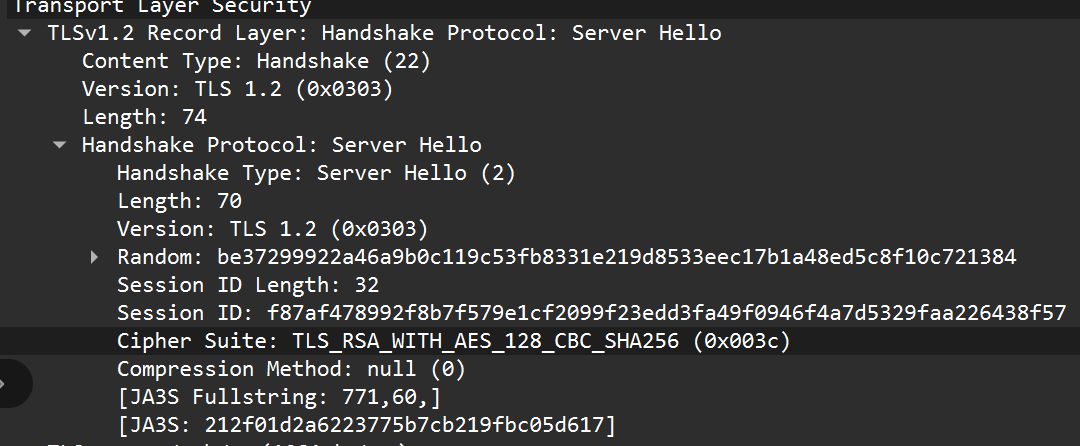 Transport Layer Security
TLSv1.2 Record Layer: Handshake Protocol: Server Hello
Content Type: Handshake (22)
Version: TLS 1.2 (0x0303)
Length: 74
Handshake Protocol: Server Hello
Handshake Type: Server Hello (2)
Length: 70
Version: TLS 1.2 (0x0303)
Random: be37299922a46a9b0c119c53fb8331e219d8533eec17b1a48ed5c8f10c721384
Session ID Length: 32
Session ID: f87af478992f8b7f579e1cf2099f23edd3fa49f0946f4a7d5329faa226438f57
Cipher Suite: TLS_RSA_WITH_AES_128_CBC_SHA256 (0x003c)
Compression Method: null (0)
[JA3S Fullstring: 771,60,]
[JA3S: 212f01d2a6223775b7cb219fbc05d617]